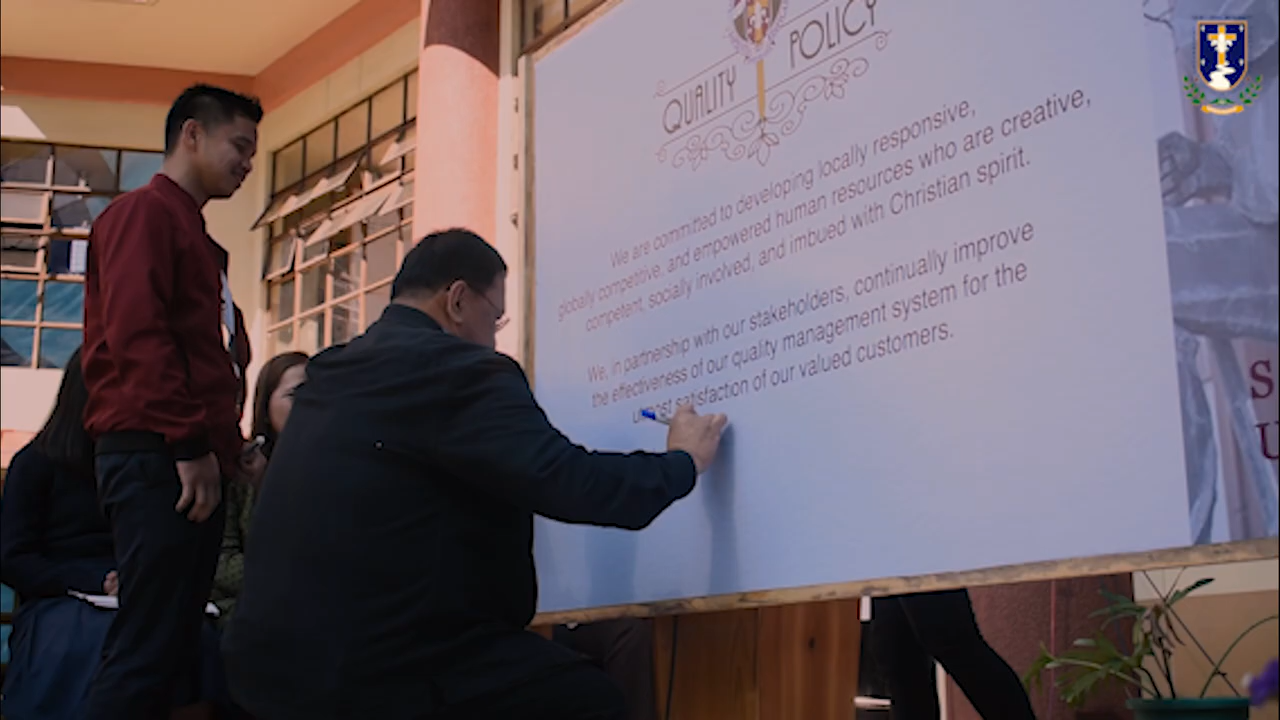 QUALITY POLICY
We are committed to developing locally responsive,
globally competitive, and empowered human resources who are creative,
competent, socially involved, and imbued with Christian spirit.
We, in partnership with our stakeholders, continually improve
the effectiveness of our quality management system for the
utmost satisfaction of our valued customers.
S
U